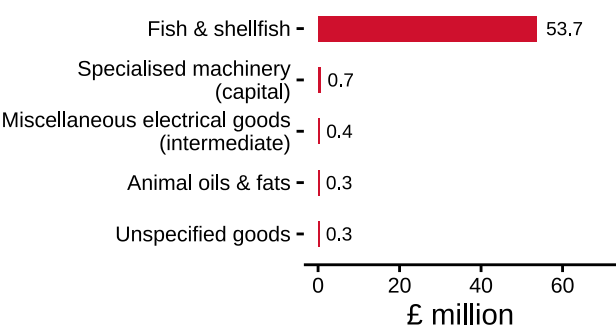 Fish & shellfish
53.7
Specialised machinery
(capital)
0.7
Miscellaneous electrical goods
(intermediate)
0.4
Animal oils & fats
0.3
Unspecified goods
0.3
0 20 40 60
£ million